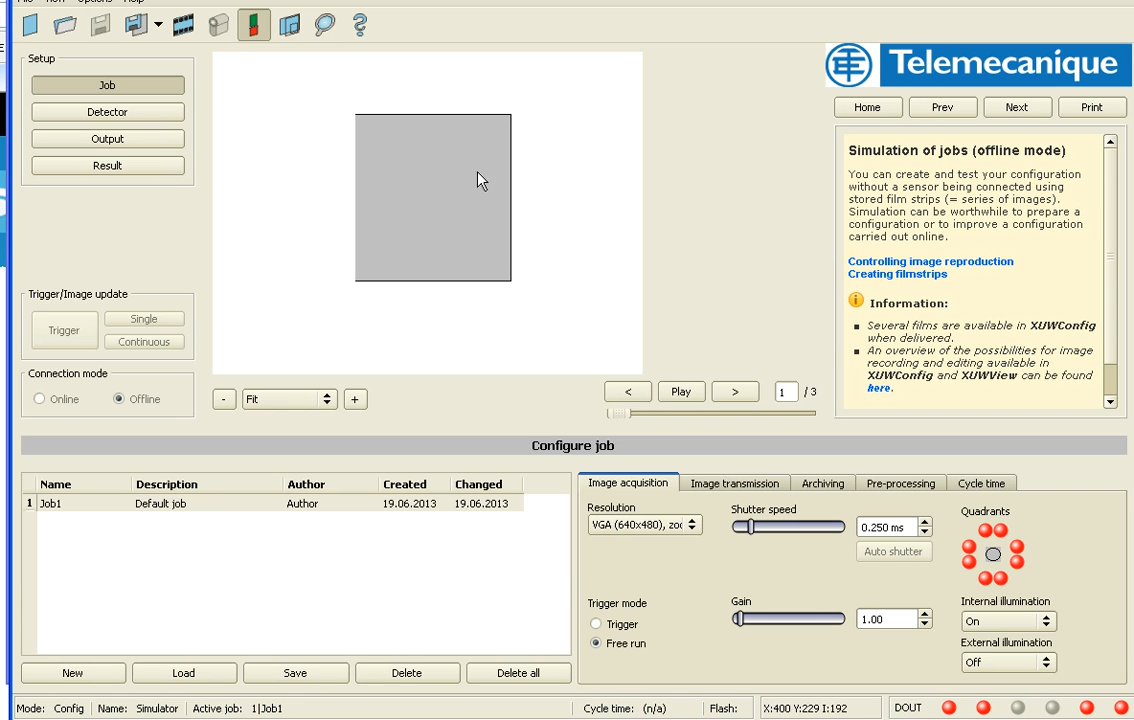 File Run Options Help
E
Setup
Job
Detector
Output
Result
Trigger/Image update
Trigger
Single
Continuous
Connection mode
Online
Offline
-
Fit
+
<
Play
>
1 / 3
Telemecanique
Home
Prev
Next
Print
Simulation of jobs (offline mode)
You can create and test your configuration
without a sensor being connected using
stored film strips (= series of images).
Simulation can be worthwhile to prepare a
configuration or to improve a configuration
carried out online.
Controlling image reproduction
Creating filmstrips
i Information:
Several films are available in XUWConfig
when delivered.
An overview of the possibilities for image
recording and editing available in
XUWConfig and XUWView can be found
here.
Configure job
Name Description Author Created Changed
1 Job1 Default job Author 19.06.2013 19.06.2013
New
Load
Save
Delete
Delete all
Image acquisition
Image transmission
Archiving
Pre-processing
Cycle time
Resolution
VGA (640x480), zoo
Shutter speed
0.250 ms
Auto shutter
Quadrants
Trigger mode
Trigger
Free run
Gain
1.00
Internal illumination
On
External illumination
Off
Mode: Config Name: Simulator Active job: 1|Job1 Cycle time: (n/a) Flash: X:400 Y:229 I:192 DOUT